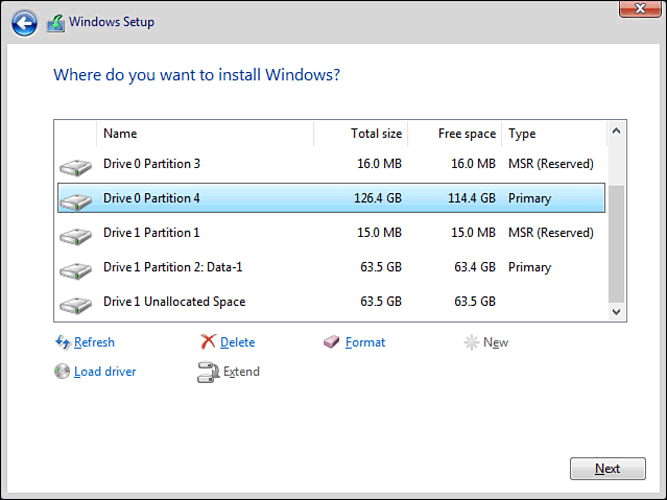 Windows Setup
Where do you want to install Windows?
Name Total size Free space Type
Drive 0 Partition 3 16.0 MB 16.0 MB MSR (Reserved)
Drive 0 Partition 4 126.4 GB 114.4 GB Primary
Drive 1 Partition 1 15.0 MB 15.0 MB MSR (Reserved)
Drive 1 Partition 2: Data-1 63.5 GB 63.4 GB Primary
Drive 1 Unallocated Space 63.5 GB 63.5 GB
Refresh Delete Format New
Load driver Extend
Next